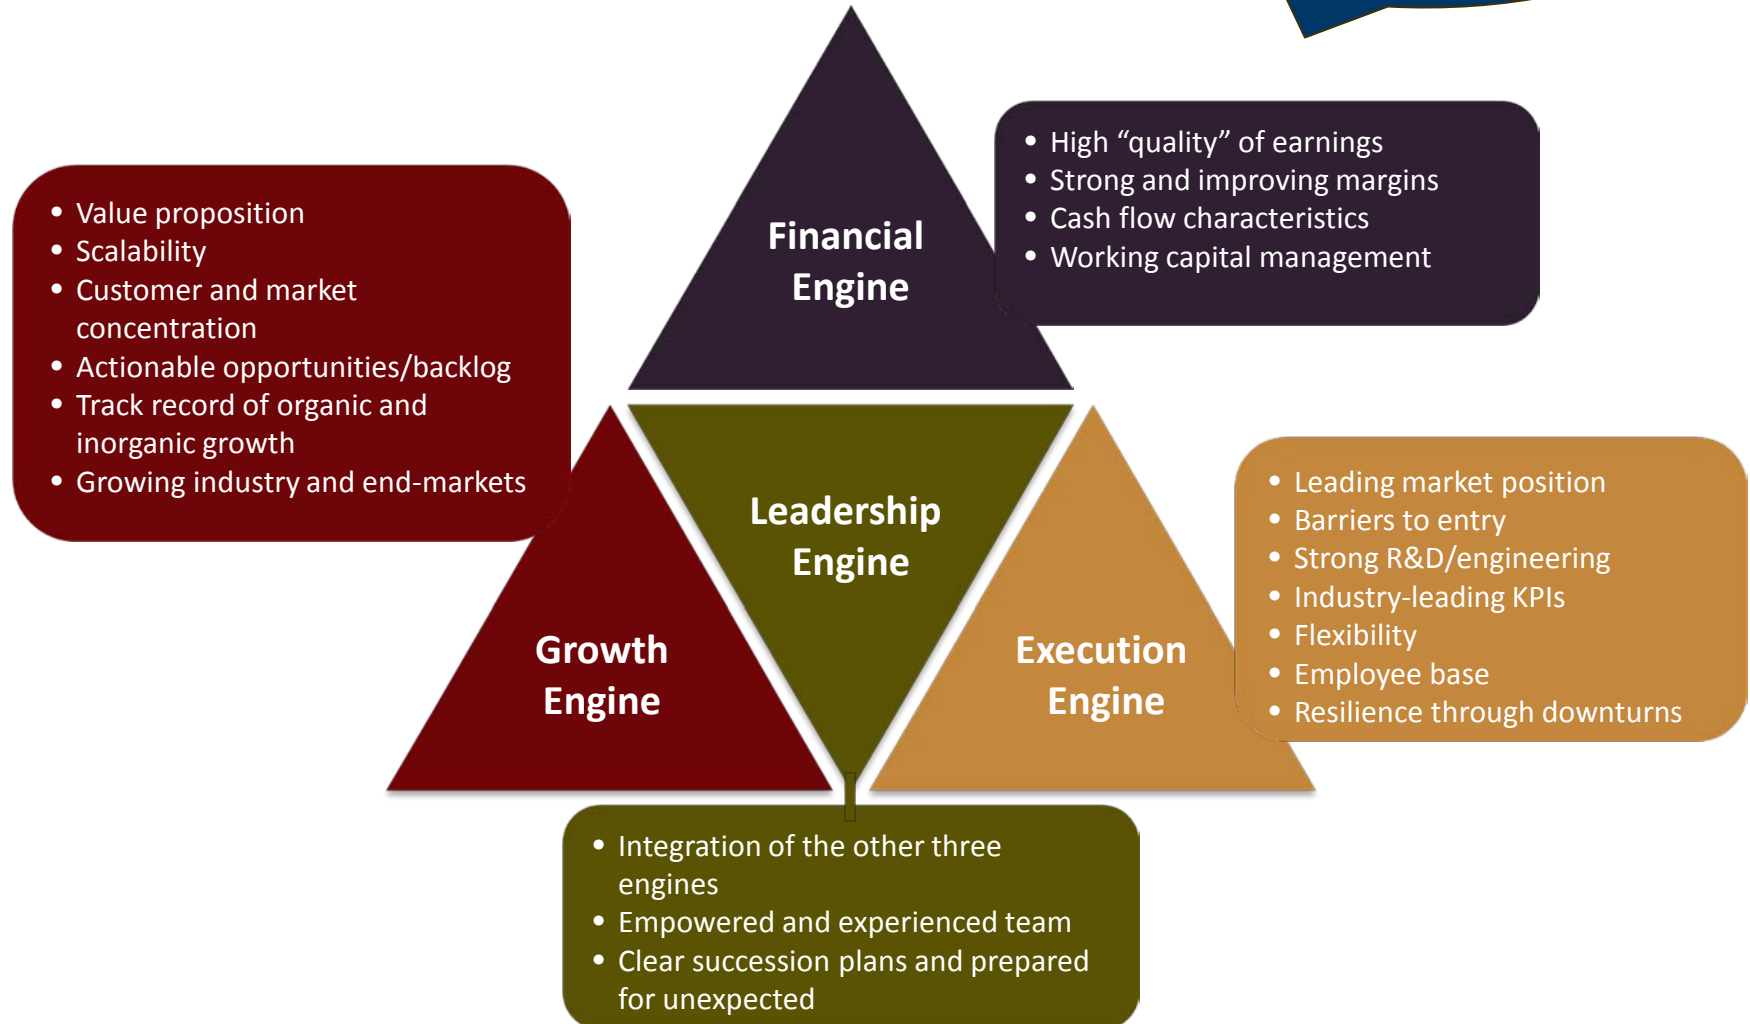 • High “quality” of earnings
• Strong and improving margins
• Cash flow characteristics
• Working capital management
• Value proposition
• Scalability
• Customer and market
concentration
• Actionable opportunities/backlog
• Track record of organic and
inorganic growth
• Growing industry and end-markets
Financial
Engine
Leadership
Engine
Growth
Engine
Execution
Engine
• Leading market position
• Barriers to entry
• Strong R&D/engineering
• Industry-leading KPIs
• Flexibility
• Employee base
• Resilience through downturns
• Integration of the other three
engines
• Empowered and experienced team
• Clear succession plans and prepared
for unexpected